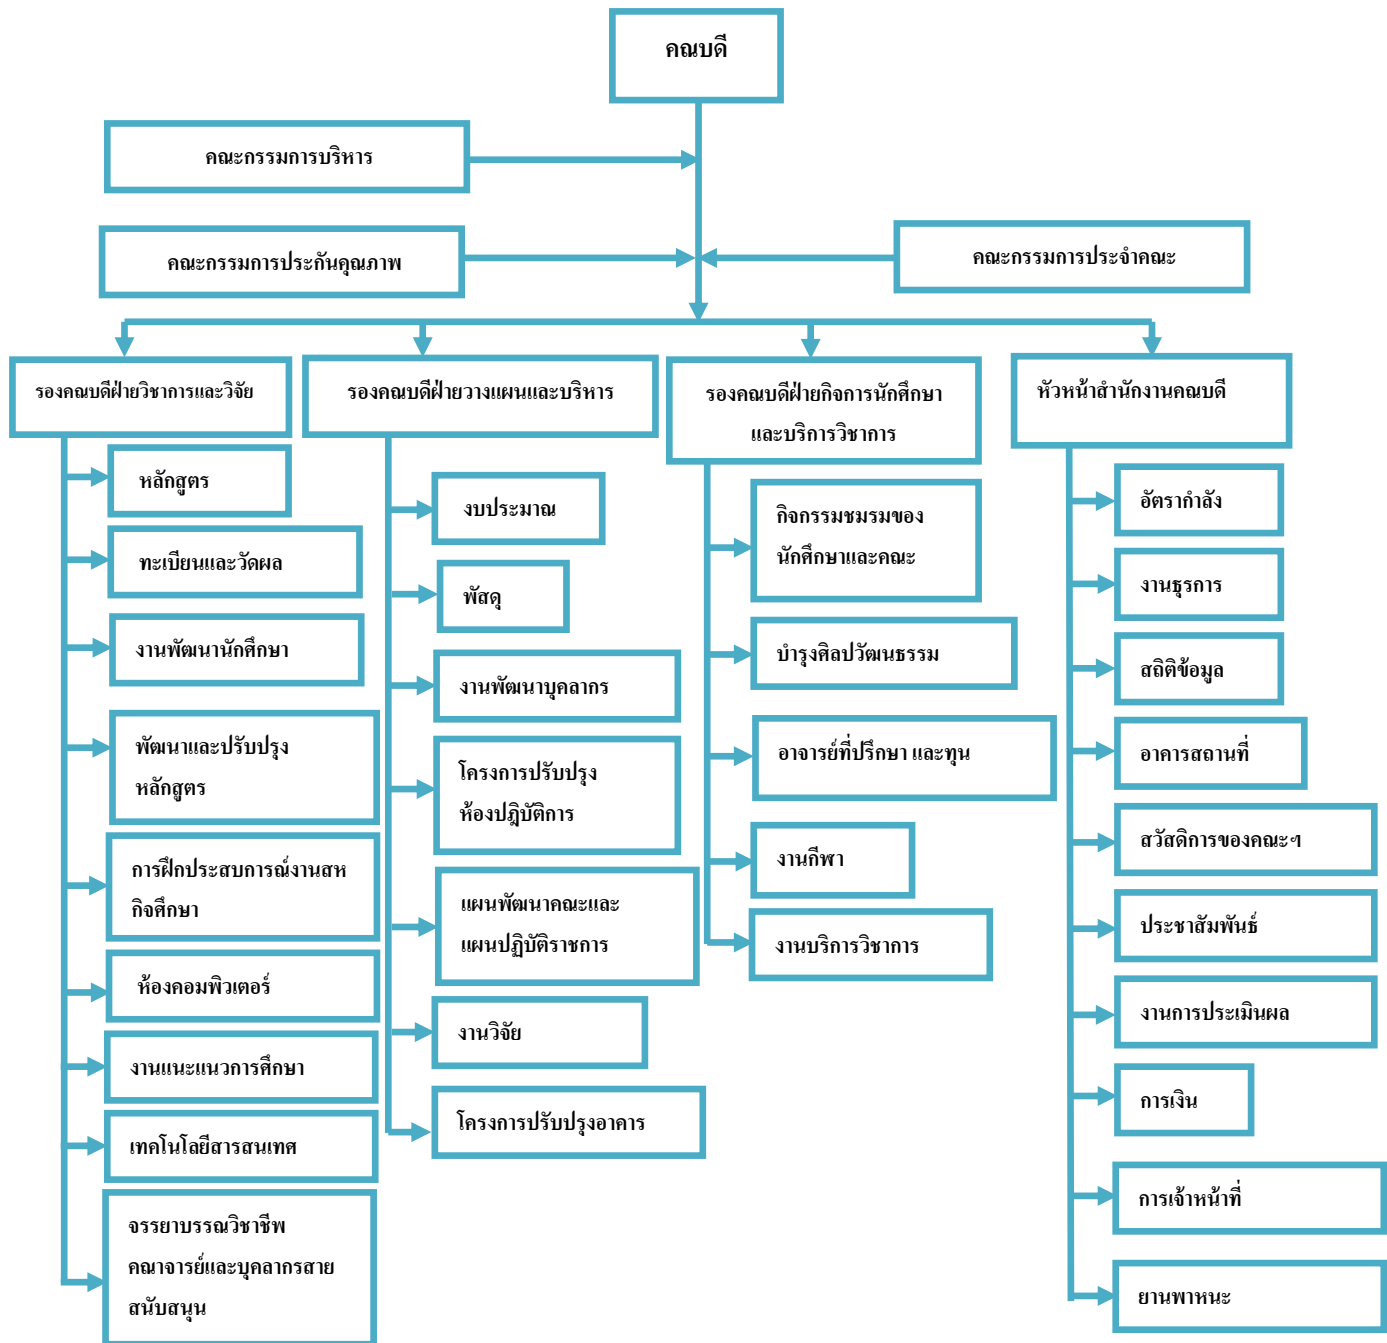 คณบดี
คณะกรรมการบริหาร
คณะกรรมการประกันคุณภาพ
คณะกรรมการประจำคณะ
รองคณบดีฝ่ายวิชาการและวิจัย
หลักสูตร
ทะเบียนและวัดผล
งานพัฒนานักศึกษา
พัฒนาและปรับปรุง
หลักสูตร
การฝึกประสบการณ์งานสห
กิจศึกษา
ห้องคอมพิวเตอร์
งานแนะแนวการศึกษา
เทคโนโลยีสารสนเทศ
จรรยาบรรณวิชาชีพ
คณาจารย์และบุคลากรสาย
สนับสนุน
รองคณบดีฝ่ายวางแผนและบริหาร
งบประมาณ
พัสดุ
งานพัฒนาบุคลากร
โครงการปรับปรุง
ห้องปฎิบัติการ
แผนพัฒนาคณะและ
แผนปฏิบัติราชการ
งานวิจัย
โครงการปรับปรุงอาคาร
รองคณบดีฝ่ายกิจการนักศึกษา
และบริการวิชาการ
กิจกรรมชมรมของ
นักศึกษาและคณะ
บำรุงศิลปวัฒนธรรม
อาจารย์ที่ปรึกษา และทุน
งานกีฬา
งานบริการวิชาการ
หัวหน้าสำนักงานคณบดี
อัตรากำลัง
งานธุรการ
สถิติข้อมูล
อาคารสถานที่
สวัสดิการของคณะฯ
ประชาสัมพันธ์
งานการประเมินผล
การเงิน
การเจ้าหน้าที่
ยานพาหนะ